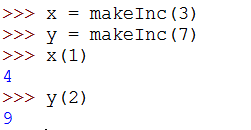 >>> x = makeInc(3)
>>> y = makeInc(7)
>>> x(1)
4
>>> y(2)
9